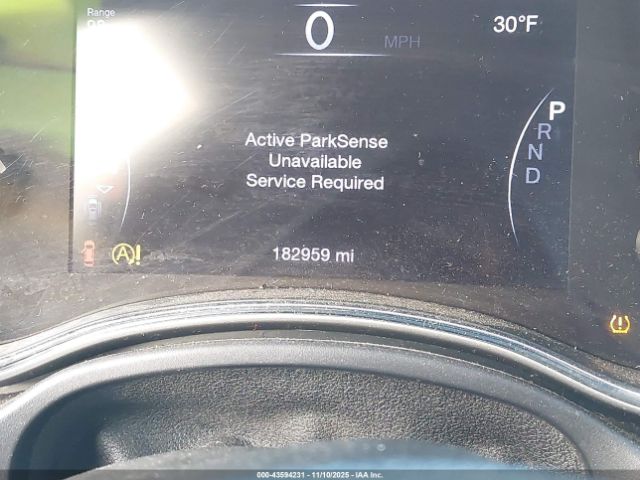 Range
0 MPH
30°F
P
R
N
D
Active ParkSense
Unavailable
Service Required
A!
182959 mi
000-43594231 - 11/10/2025 - IAA Inc.